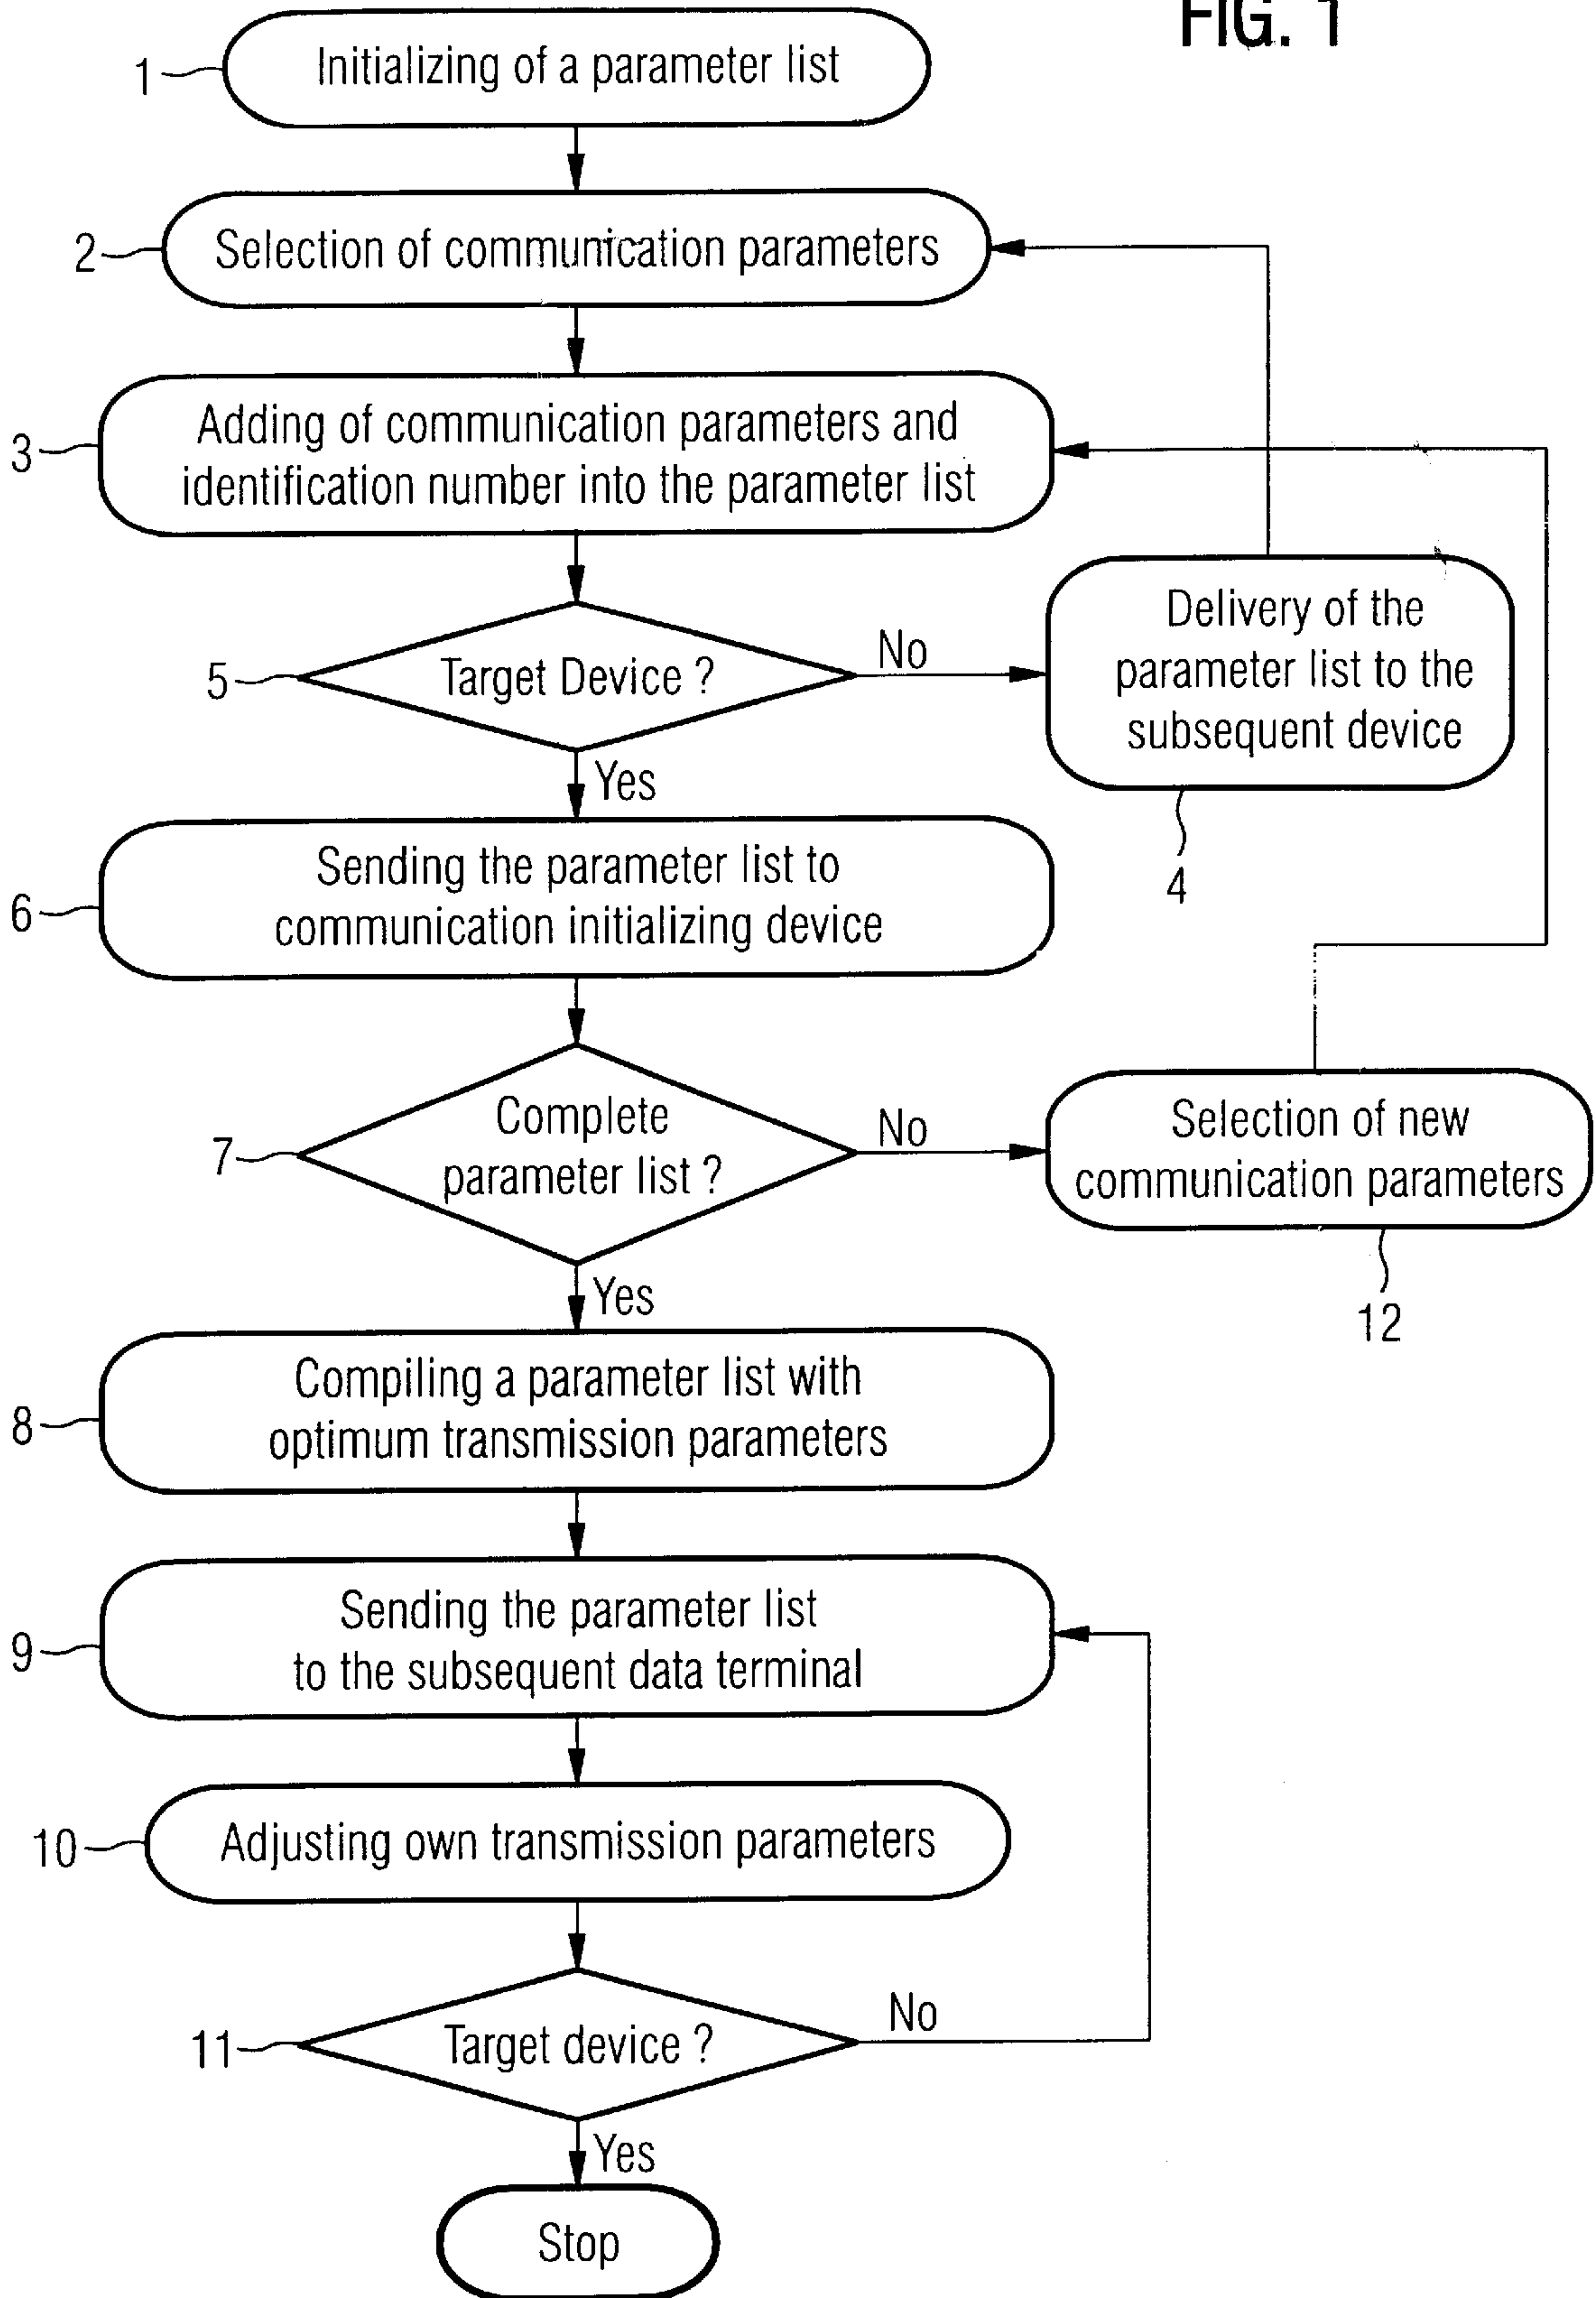 FIG. 1
1
Initializing of a parameter list
2
Selection of communication parameters
3
Adding of communication parameters and
identification number into the parameter list
5
Target Device ?
No
Delivery of the
parameter list to the
subsequent device
4
Yes
6
Sending the parameter list to
communication initializing device
7
Complete
parameter list ?
No
Selection of new
communication parameters
12
Yes
8
Compiling a parameter list with
optimum transmission parameters
9
Sending the parameter list
to the subsequent data terminal
10
Adjusting own transmission parameters
11
Target device ?
No
Yes
Stop